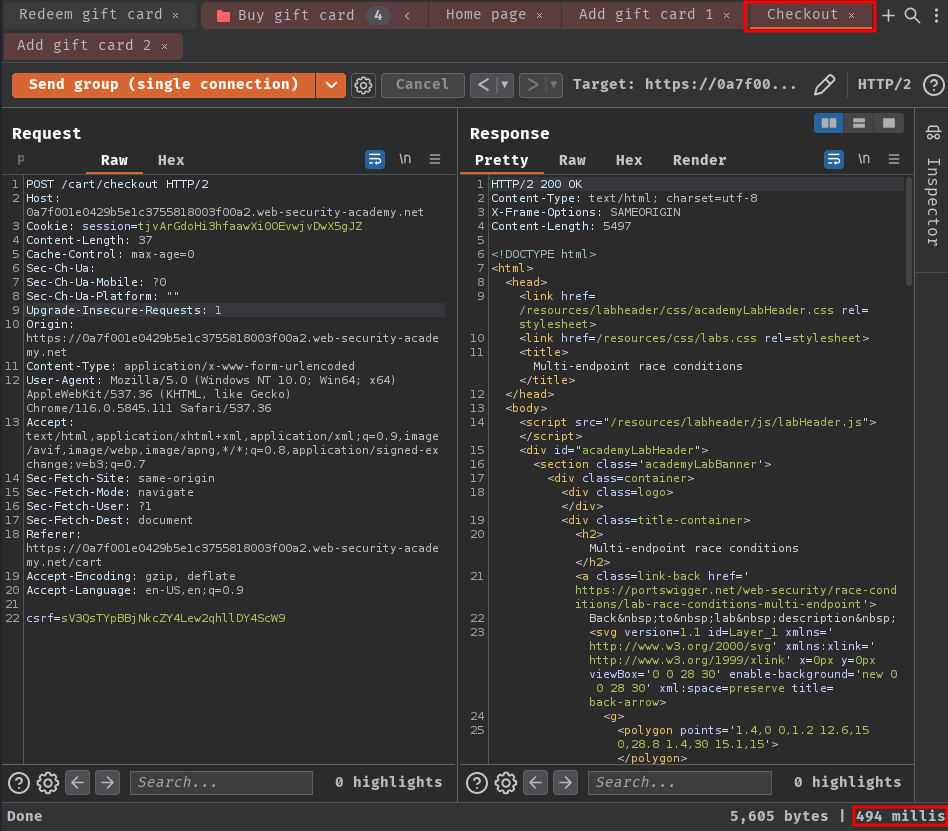 Redeem gift card ×
Buy gift card 4 <
Home page ×
Add gift card 1 ×
Checkout ×
Add gift card 2 ×
Send group (single connection)
Cancel
< ▾
> ▾
Target: https://0a7f00...
HTTP/2
Request
Raw
Hex
\n
1 POST /cart/checkout HTTP/2
2 Host:
0a7f001e0429b5e1c3755818003f00a2.web-security-academy.net
3 Cookie: session=tjvArGdoHi3hfaawXi0OEvwjvDwX5gJZ
4 Content-Length: 37
5 Cache-Control: max-age=0
6 Sec-Ch-Ua:
7 Sec-Ch-Ua-Mobile: ?0
8 Sec-Ch-Ua-Platform: ""
9 Upgrade-Insecure-Requests: 1
10 Origin:
https://0a7f001e0429b5e1c3755818003f00a2.web-security-acade
my.net
11 Content-Type: application/x-www-form-urlencoded
12 User-Agent: Mozilla/5.0 (Windows NT 10.0; Win64; x64)
AppleWebKit/537.36 (KHTML, like Gecko)
Chrome/116.0.5845.111 Safari/537.36
13 Accept:
text/html,application/xhtml+xml,application/xml;q=0.9,image
/avif,image/webp,image/apng,*/*;q=0.8,application/signed-ex
change;v=b3;q=0.7
14 Sec-Fetch-Site: same-origin
15 Sec-Fetch-Mode: navigate
16 Sec-Fetch-User: ?1
17 Sec-Fetch-Dest: document
18 Referer:
https://0a7f001e0429b5e1c3755818003f00a2.web-security-acade
my.net/cart
19 Accept-Encoding: gzip, deflate
20 Accept-Language: en-US,en;q=0.9
21
22 csrf=sV3QsTYpBBjNkcZY4Lew2qhllDY4ScW9
Search...
0 highlights
Response
Pretty
Raw
Hex
Render
\n
1 HTTP/2 200 OK
2 Content-Type: text/html; charset=utf-8
3 X-Frame-Options: SAMEORIGIN
4 Content-Length: 5497
5
6 <!DOCTYPE html>
7 <html>
8 <head>
9 <link href=
/resources/labheader/css/academyLabHeader.css rel=
stylesheet>
10 <link href=/resources/css/labs.css rel=stylesheet>
11 <title>
Multi-endpoint race conditions
</title>
12 </head>
13 <body>
14 <script src="/resources/labheader/js/labHeader.js">
</script>
15 <div id="academyLabHeader">
16 <section class='academyLabBanner'>
17 <div class=container>
18 <div class=logo>
</div>
19 <div class=title-container>
20 <h2>
Multi-endpoint race conditions
</h2>
21 <a class=link-back href='
https://portswigger.net/web-security/race-cond
itions/lab-race-conditions-multi-endpoint'>
22 Back&nbsp;to&nbsp;lab&nbsp;description&nbsp;
23 <svg version=1.1 id=Layer_1 xmlns='
http://www.w3.org/2000/svg' xmlns:xlink='
http://www.w3.org/1999/xlink' x=0px y=0px
viewBox='0 0 28 30' enable-background='new 0
0 28 30' xml:space=preserve title=
back-arrow>
24 <g>
25 <polygon points='1.4,0 0,1.2 12.6,15
0,28.8 1.4,30 15.1,15'>
</polygon>
Search...
0 highlights
Inspector
Done
5,605 bytes | 494 millis